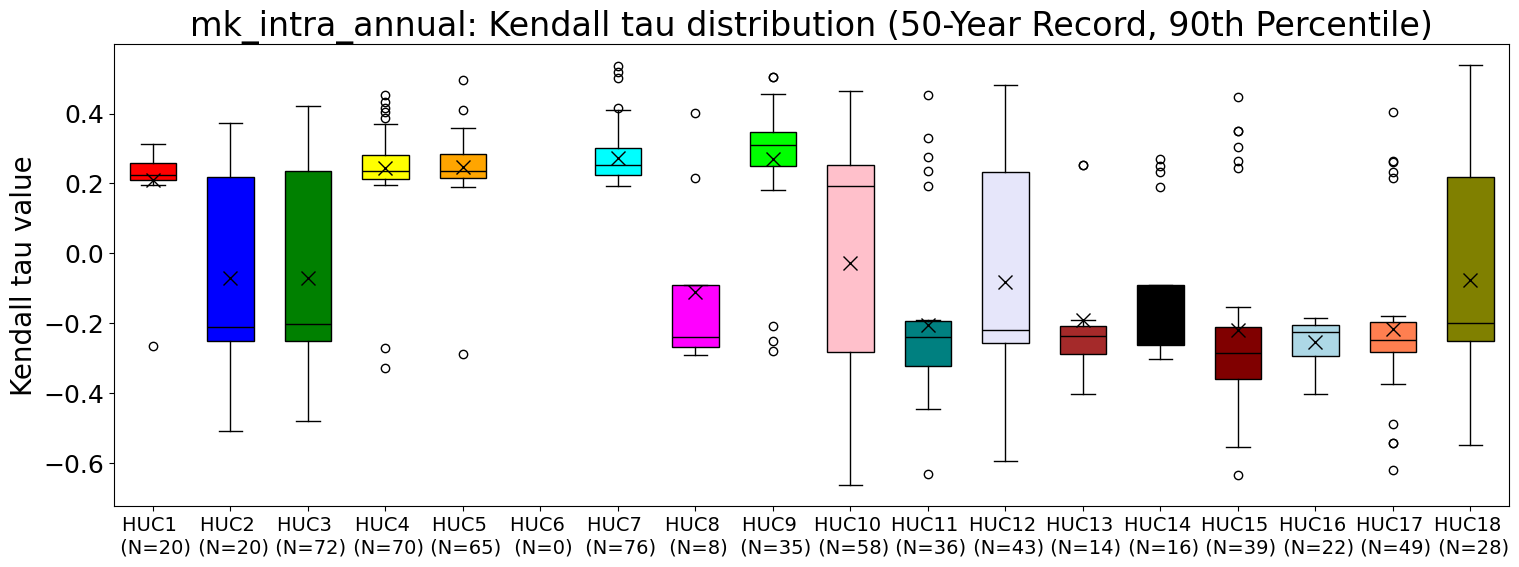 mk_intra_annual: Kendall tau distribution (50-Year Record, 90th Percentile)
Kendall tau value
0.4
0.2
0.0
−0.2
−0.4
−0.6
HUC1 HUC2 HUC3 HUC4 HUC5 HUC6 HUC7 HUC8 HUC9 HUC10 HUC11 HUC12 HUC13 HUC14 HUC15 HUC16 HUC17 HUC18
(N=20) (N=20) (N=72) (N=70) (N=65) (N=0) (N=76) (N=8) (N=35) (N=58) (N=36) (N=43) (N=14) (N=16) (N=39) (N=22) (N=49) (N=28)